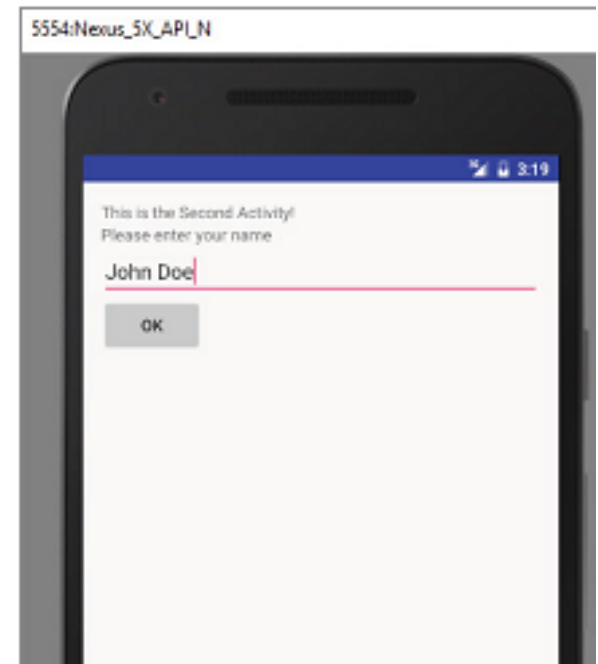 5554:Nexus_5X_API_N
3:19
This is the Second Activity!
Please enter your name
John Doe
OK